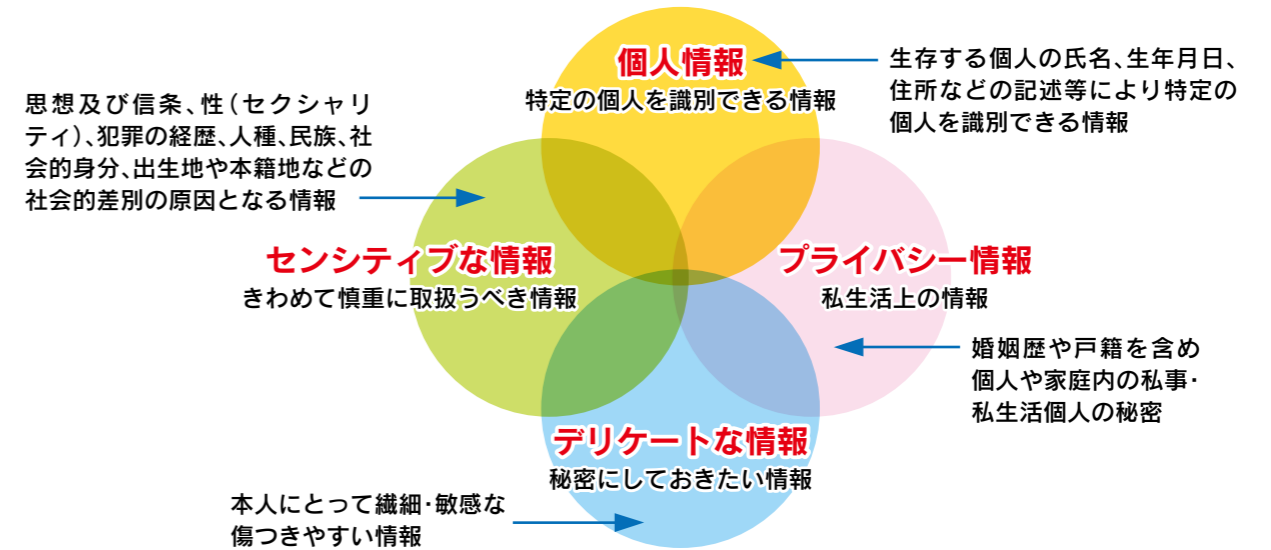 個人情報
特定の個人を識別できる情報
生存する個人の氏名、生年月日、
住所などの記述等により特定の
個人を識別できる情報
思想及び信条、性（セクシャリ
ティ）、犯罪の経歴、人種、民族、社
会的身分、出生地や本籍地などの
社会的差別の原因となる情報
センシティブな情報
きわめて慎重に取扱うべき情報
プライバシー情報
私生活上の情報
婚姻歴や戸籍を含め
個人や家庭内の私事・
私生活個人の秘密
デリケートな情報
秘密にしておきたい情報
本人にとって繊細・敏感な
傷つきやすい情報